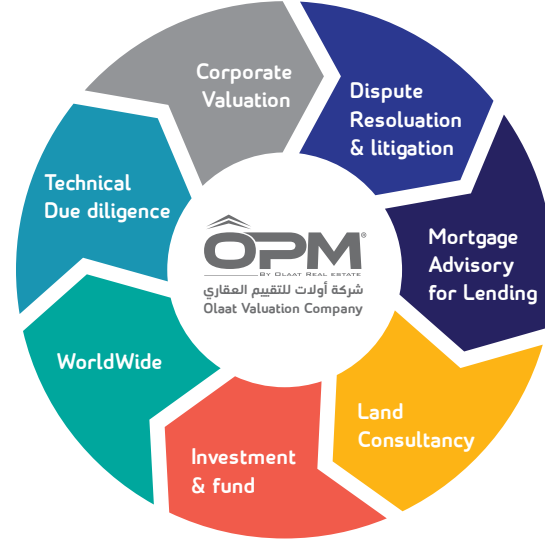 Corporate
Valuation
Dispute
Resoluation
& litigation
Mortgage
Advisory
for Lending
Land
Consultancy
Investment
& fund
WorldWide
Technical
Due diligence
OPM®
BY OLAAT REAL ESTATE
شركة أولات للتقييم العقاري
Olaat Valuation Company